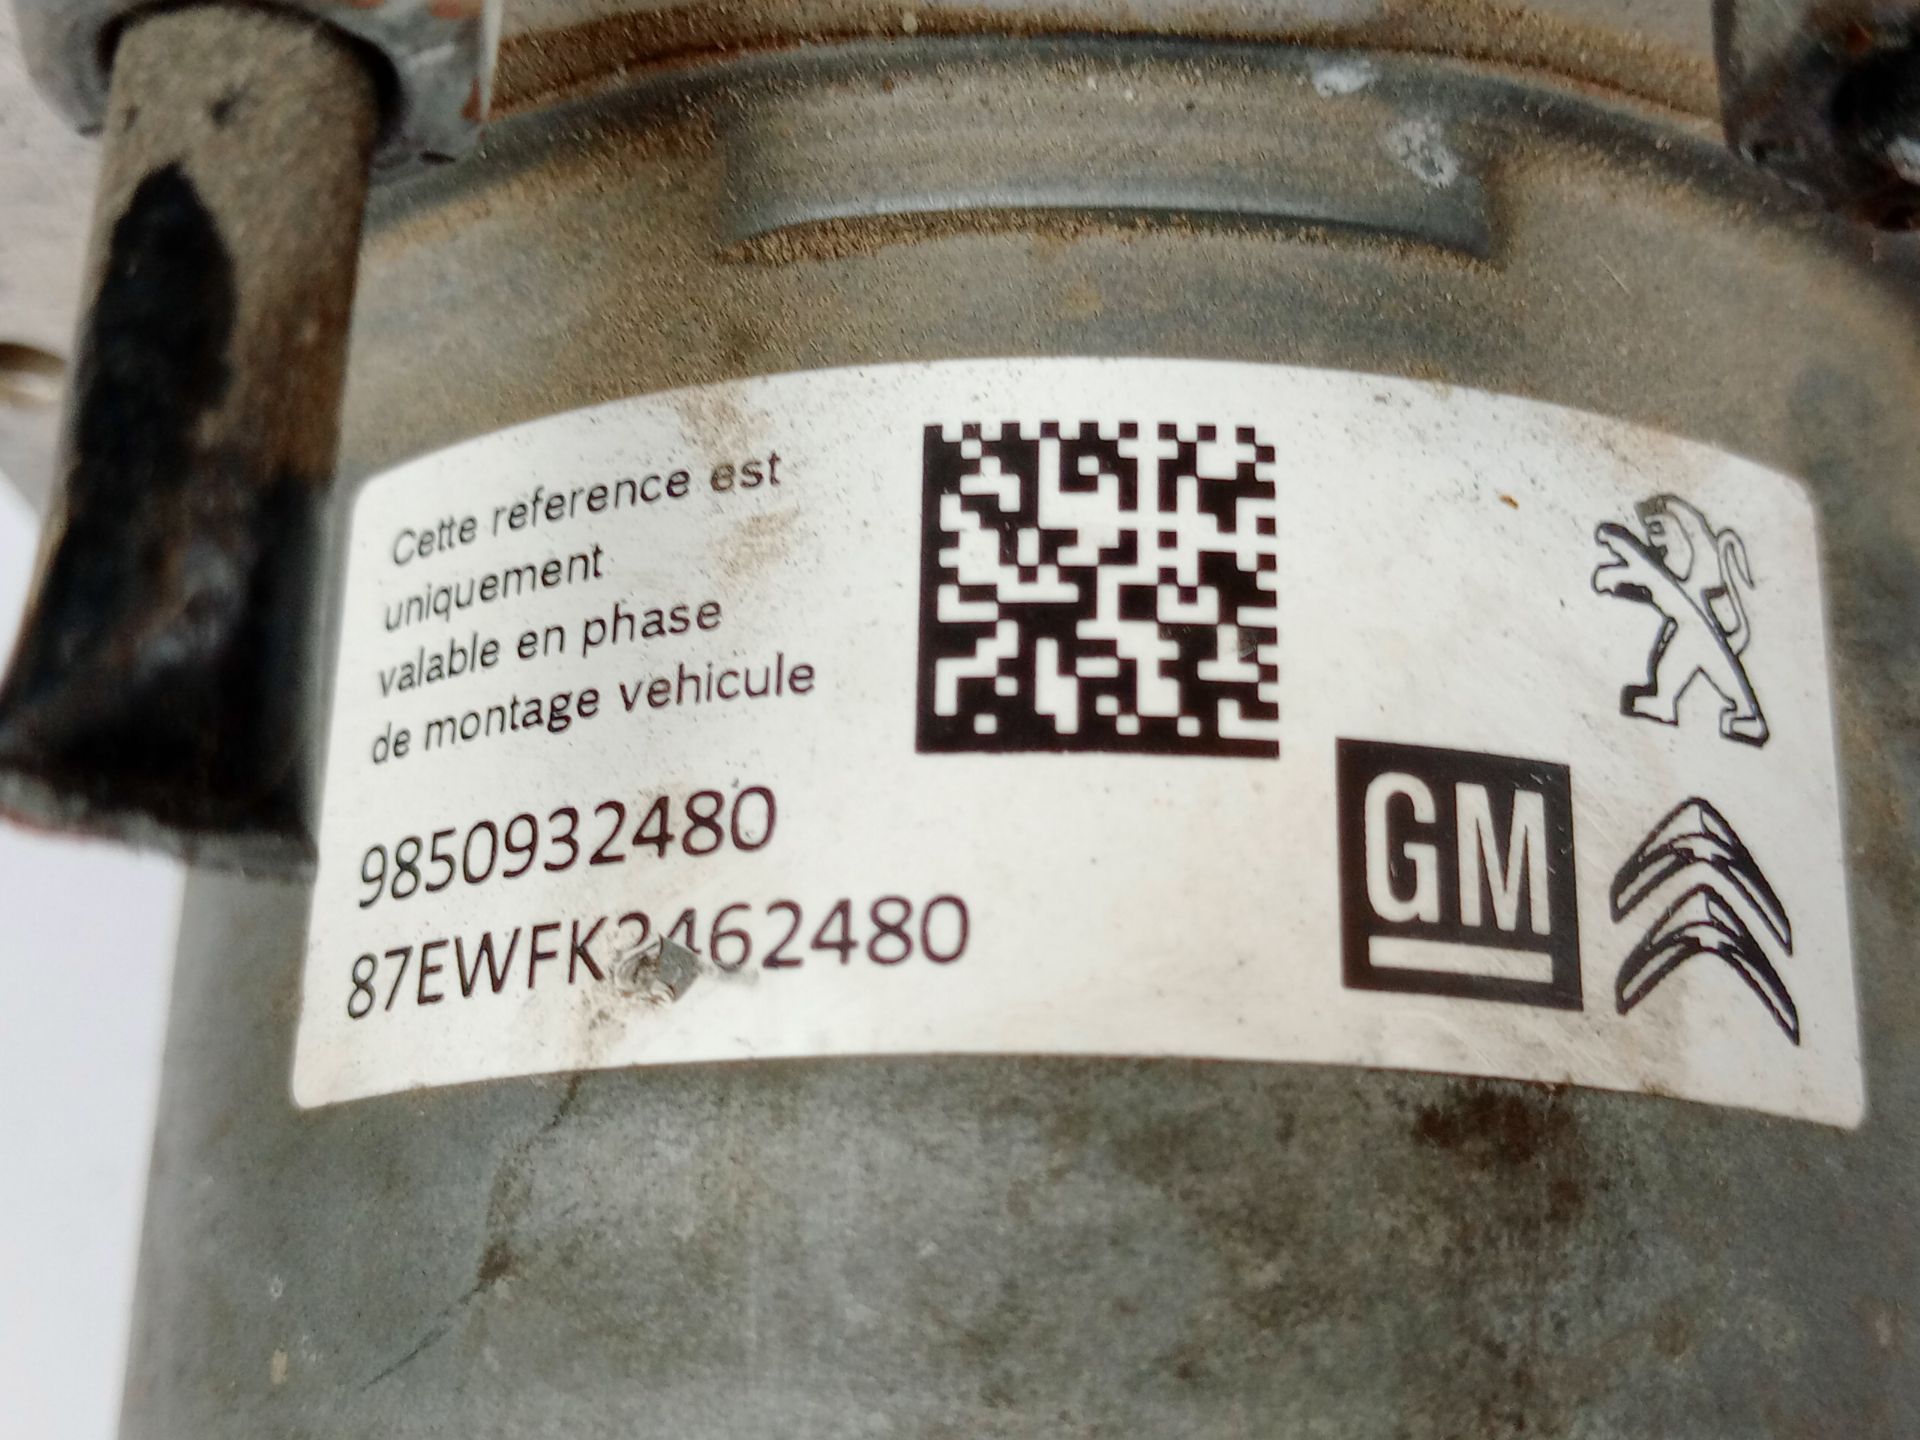 Cette reference est
uniquement
valable en phase
de montage vehicule
9850932480
GM